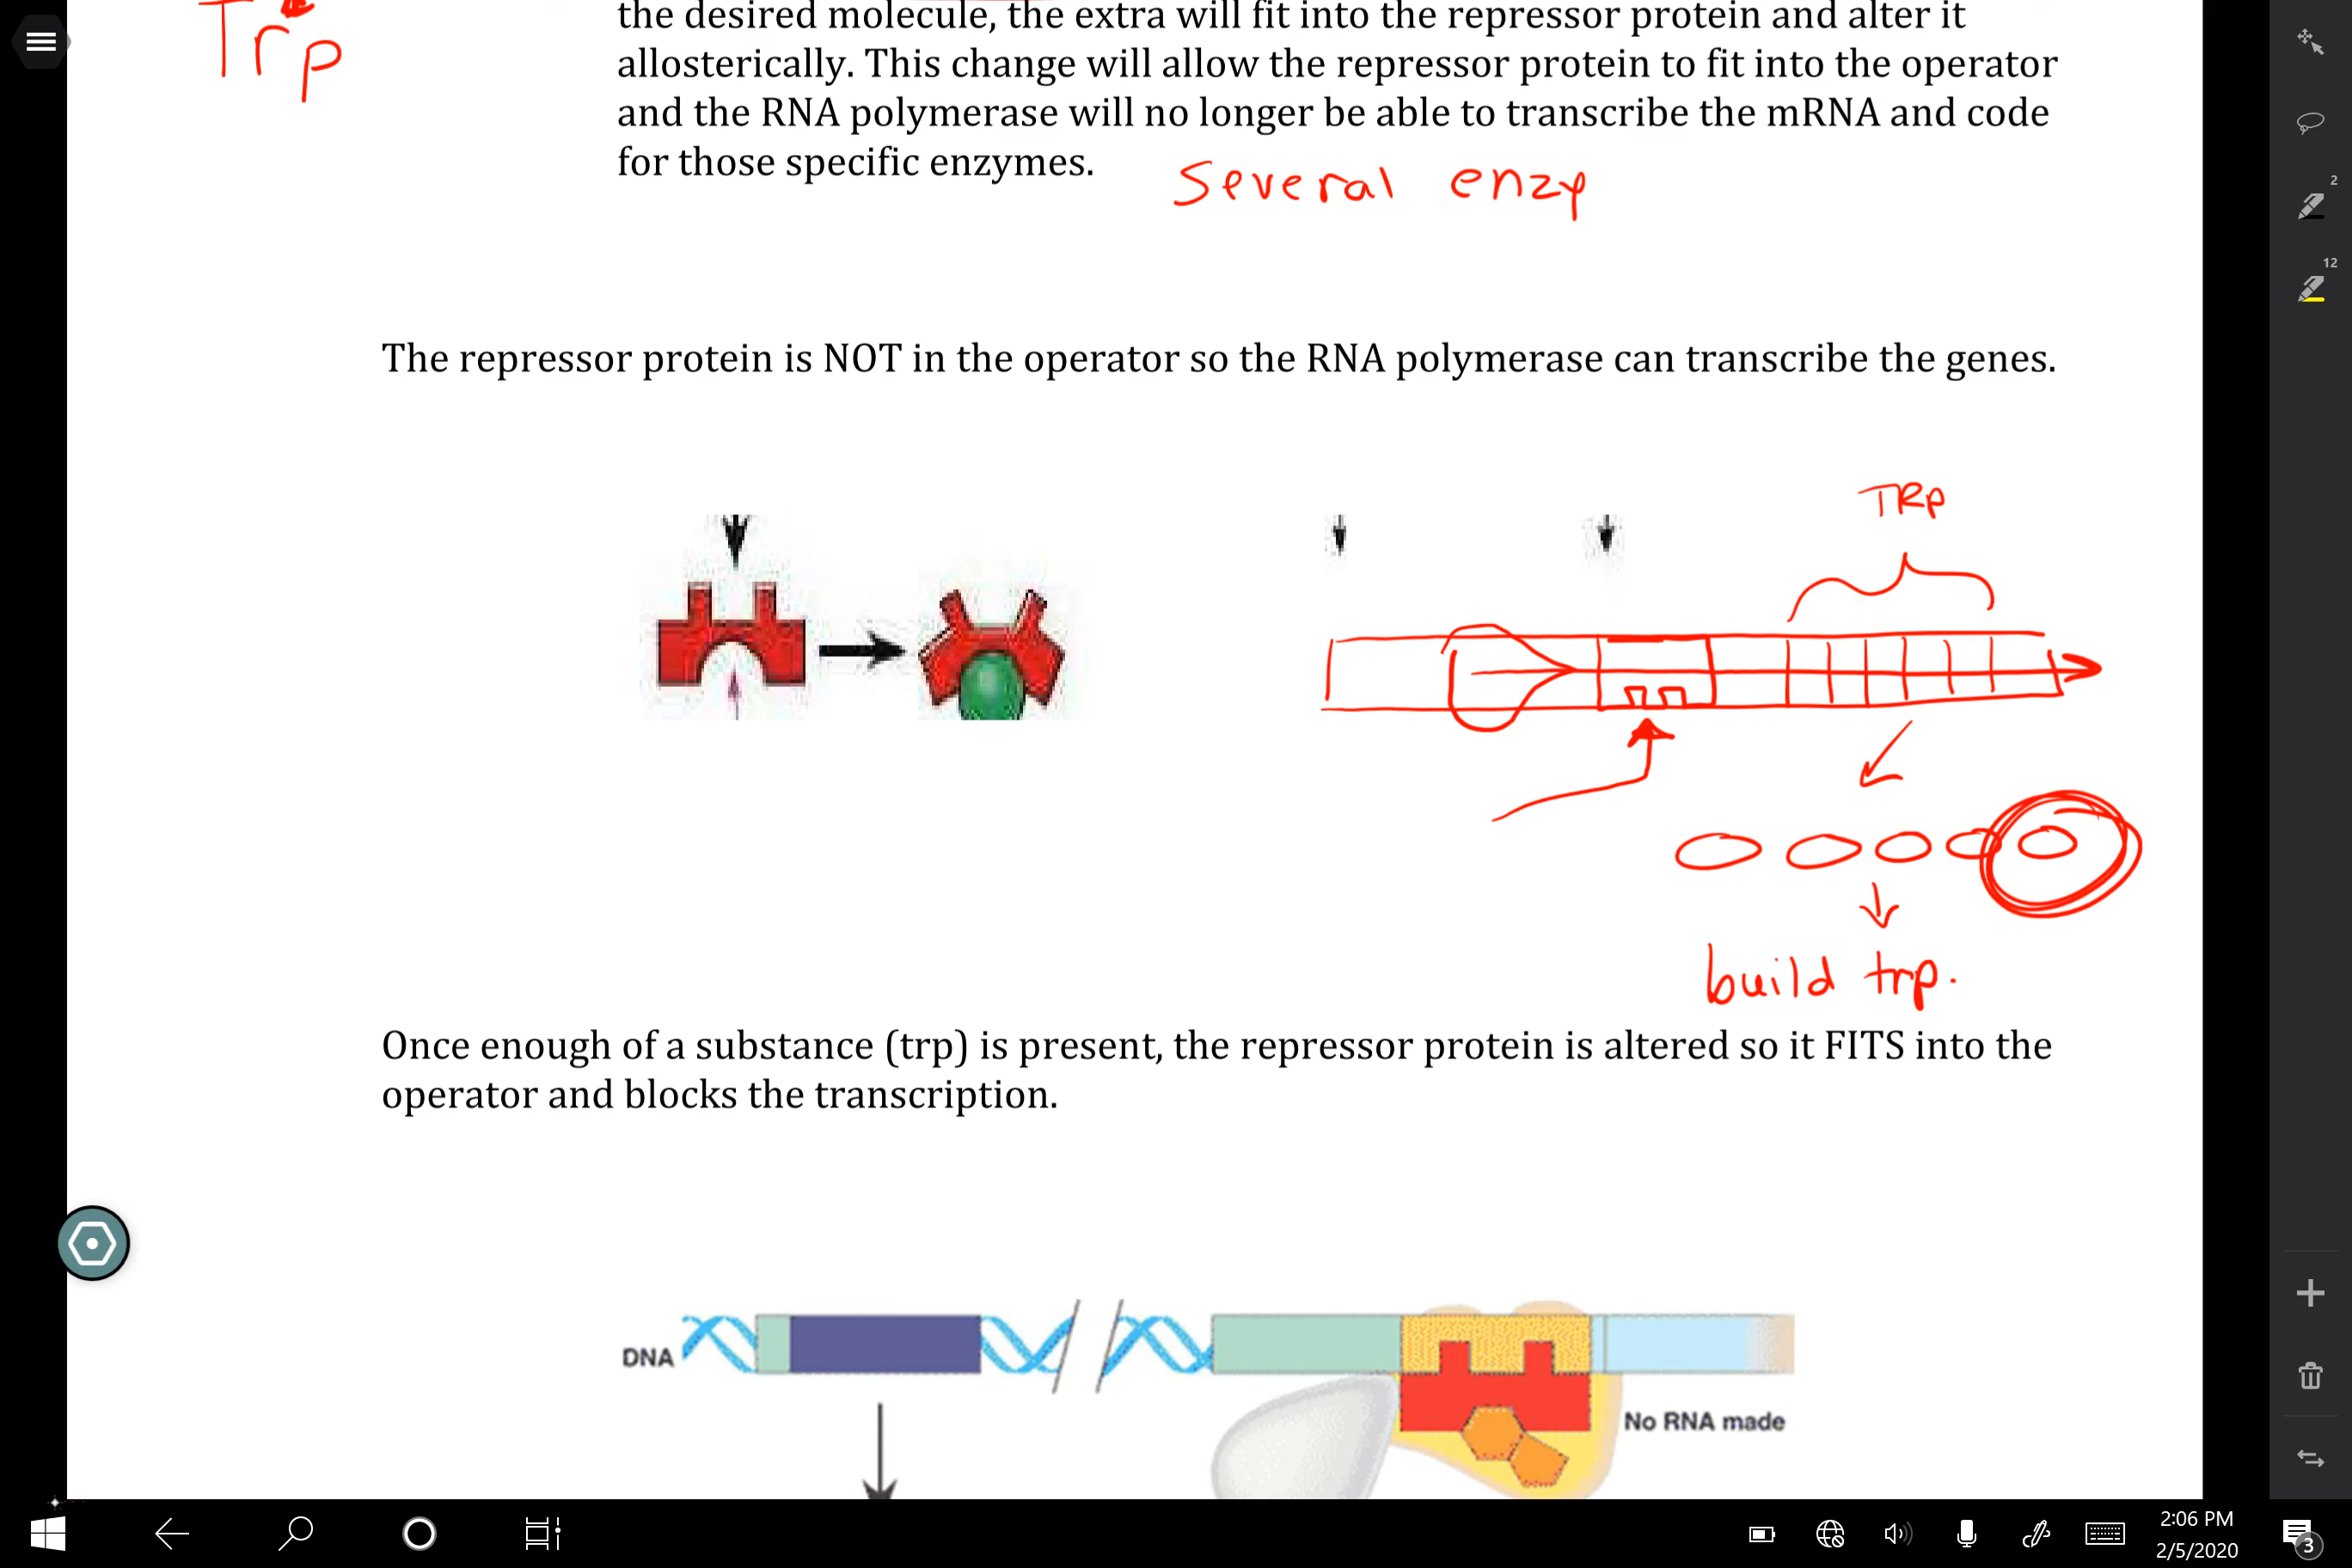 Trp
the desired molecule, the extra will fit into the repressor protein and alter it
allosterically. This change will allow the repressor protein to fit into the operator
and the RNA polymerase will no longer be able to transcribe the mRNA and code
for those specific enzymes.
Several enzy
2
12
The repressor protein is NOT in the operator so the RNA polymerase can transcribe the genes.
TRp
build trp.
Once enough of a substance (trp) is present, the repressor protein is altered so it FITS into the
operator and blocks the transcription.
DNA
No RNA made
2:06 PM
2/5/2020
3